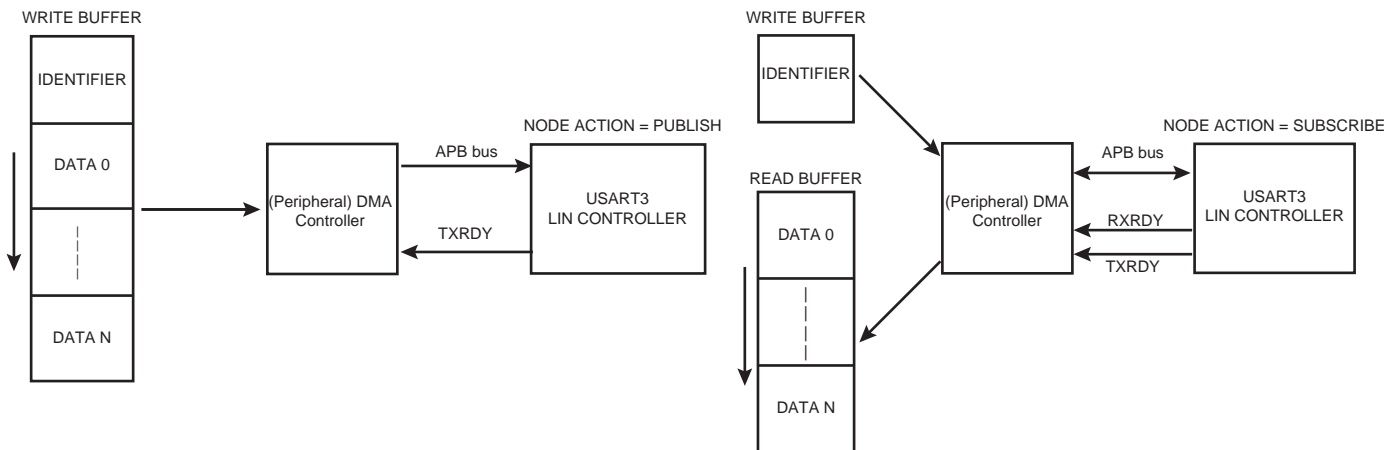 WRITE BUFFER
IDENTIFIER
DATA 0
DATA N
(Peripheral) DMA
Controller
APB bus
TXRDY
NODE ACTION = PUBLISH
USART3
LIN CONTROLLER
WRITE BUFFER
IDENTIFIER
READ BUFFER
DATA 0
DATA N
(Peripheral) DMA
Controller
APB bus
RXRDY
TXRDY
NODE ACTION = SUBSCRIBE
USART3
LIN CONTROLLER